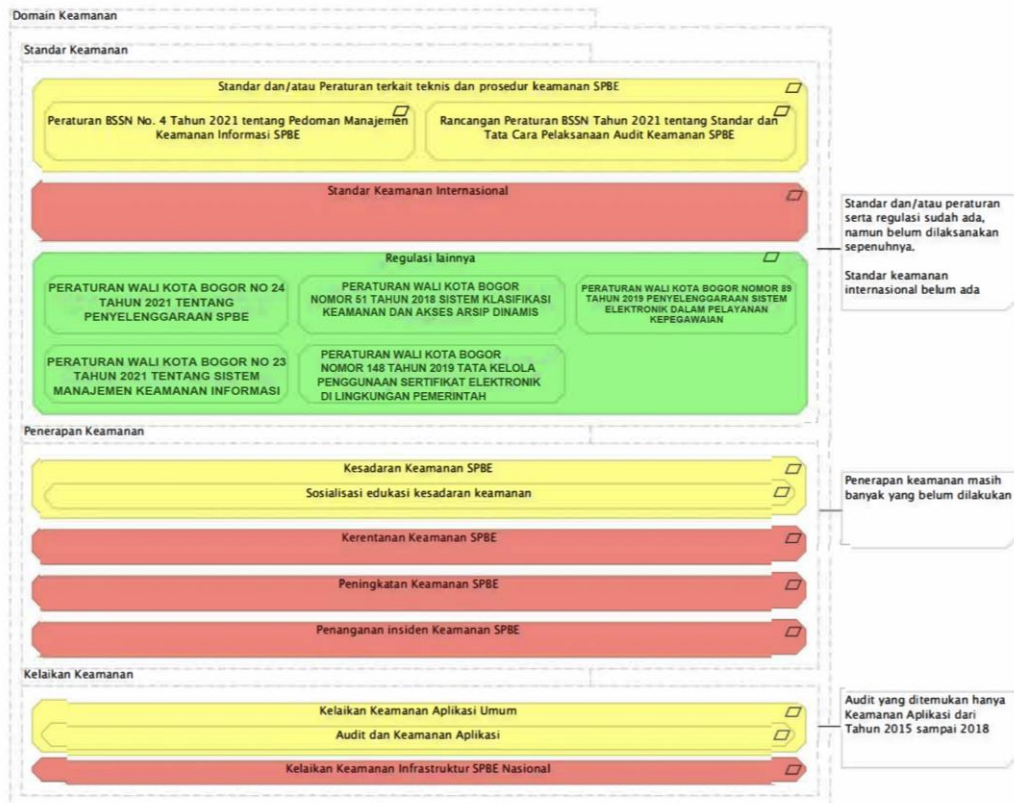 Domain Keamanan
Standar Keamanan
Standar dan/atau Peraturan terkait teknis dan prosedur keamanan SPBE
Peraturan BSSN No. 4 Tahun 2021 tentang Pedoman Manajemen
Keamanan Informasi SPBE
Rancangan Peraturan BSSN Tahun 2021 tentang Standar dan
Tata Cara Pelaksanaan Audit Keamanan SPBE
Standar Keamanan Internasional
Regulasi lainnya
PERATURAN WALI KOTA BOGOR NO 24
TAHUN 2021 TENTANG
PENYELENGGARAAN SPBE
PERATURAN WALI KOTA BOGOR
NOMOR 51 TAHUN 2018 SISTEM KLASIFIKASI
KEAMANAN DAN AKSES ARSIP DINAMIS
PERATURAN WALI KOTA BOGOR NOMOR 89
TAHUN 2019 PENYELENGGARAAN SISTEM
ELEKTRONIK DALAM PELAYANAN
KEPEGAWAIAN
PERATURAN WALI KOTA BOGOR NO 23
TAHUN 2021 TENTANG SISTEM
MANAJEMEN KEAMANAN INFORMASI
PERATURAN WALI KOTA BOGOR
NOMOR 148 TAHUN 2019 TATA KELOLA
PENGGUNAAN SERTIFIKAT ELEKTRONIK
DI LINGKUNGAN PEMERINTAH
Standar dan/atau peraturan
serta regulasi sudah ada,
namun belum dilaksanakan
sepenuhnya.
Standar keamanan
internasional belum ada
Penerapan Keamanan
Kesadaran Keamanan SPBE
Sosialisasi edukasi kesadaran keamanan
Kerentanan Keamanan SPBE
Peningkatan Keamanan SPBE
Penanganan insiden Keamanan SPBE
Penerapan keamanan masih
banyak yang belum dilakukan
Kelaikan Keamanan
Kelaikan Keamanan Aplikasi Umum
Audit dan Keamanan Aplikasi
Kelaikan Keamanan Infrastruktur SPBE Nasional
Audit yang ditemukan hanya
Keamanan Aplikasi dari
Tahun 2015 sampai 2018